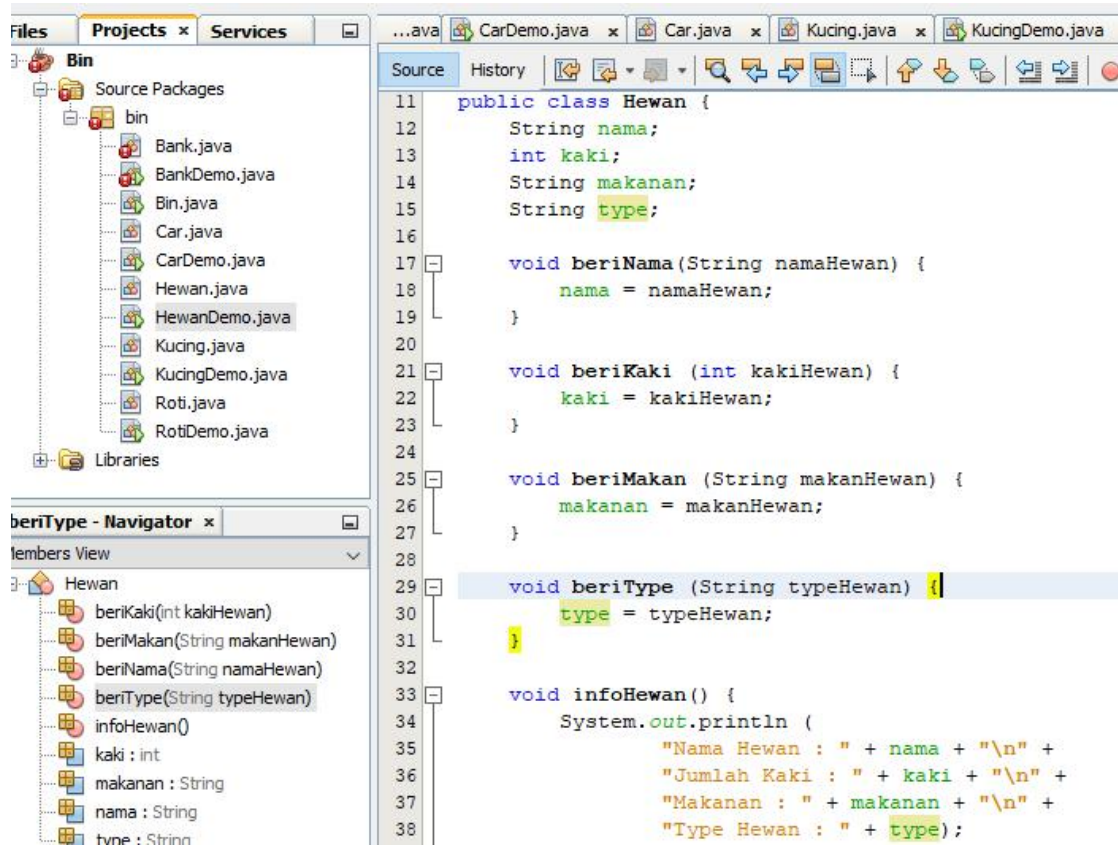 Files Projects x Services
Bin
Source Packages
bin
Bank.java
BankDemo.java
Bin.java
Car.java
CarDemo.java
Hewan.java
HewanDemo.java
Kucing.java
KucingDemo.java
Roti.java
RotiDemo.java
Libraries
beriType - Navigator x
Members View
Hewan
beriKaki(int kakiHewan)
beriMakan(String makanHewan)
beriNama(String namaHewan)
beriType(String typeHewan)
infoHewan()
kaki : int
makanan : String
nama : String
type : String
...ava CarDemo.java x Car.java x Kucing.java x KucingDemo.java
Source History
11 public class Hewan {
12 String nama;
13 int kaki;
14 String makanan;
15 String type;
16
17 void beriNama(String namaHewan) {
18 nama = namaHewan;
19 }
20
21 void beriKaki (int kakiHewan) {
22 kaki = kakiHewan;
23 }
24
25 void beriMakan (String makanHewan) {
26 makanan = makanHewan;
27 }
28
29 void beriType (String typeHewan) {
30 type = typeHewan;
31 }
32
33 void infoHewan() {
34 System.out.println (
35 "Nama Hewan : " + nama + "\n" +
36 "Jumlah Kaki : " + kaki + "\n" +
37 "Makanan : " + makanan + "\n" +
38 "Type Hewan : " + type);